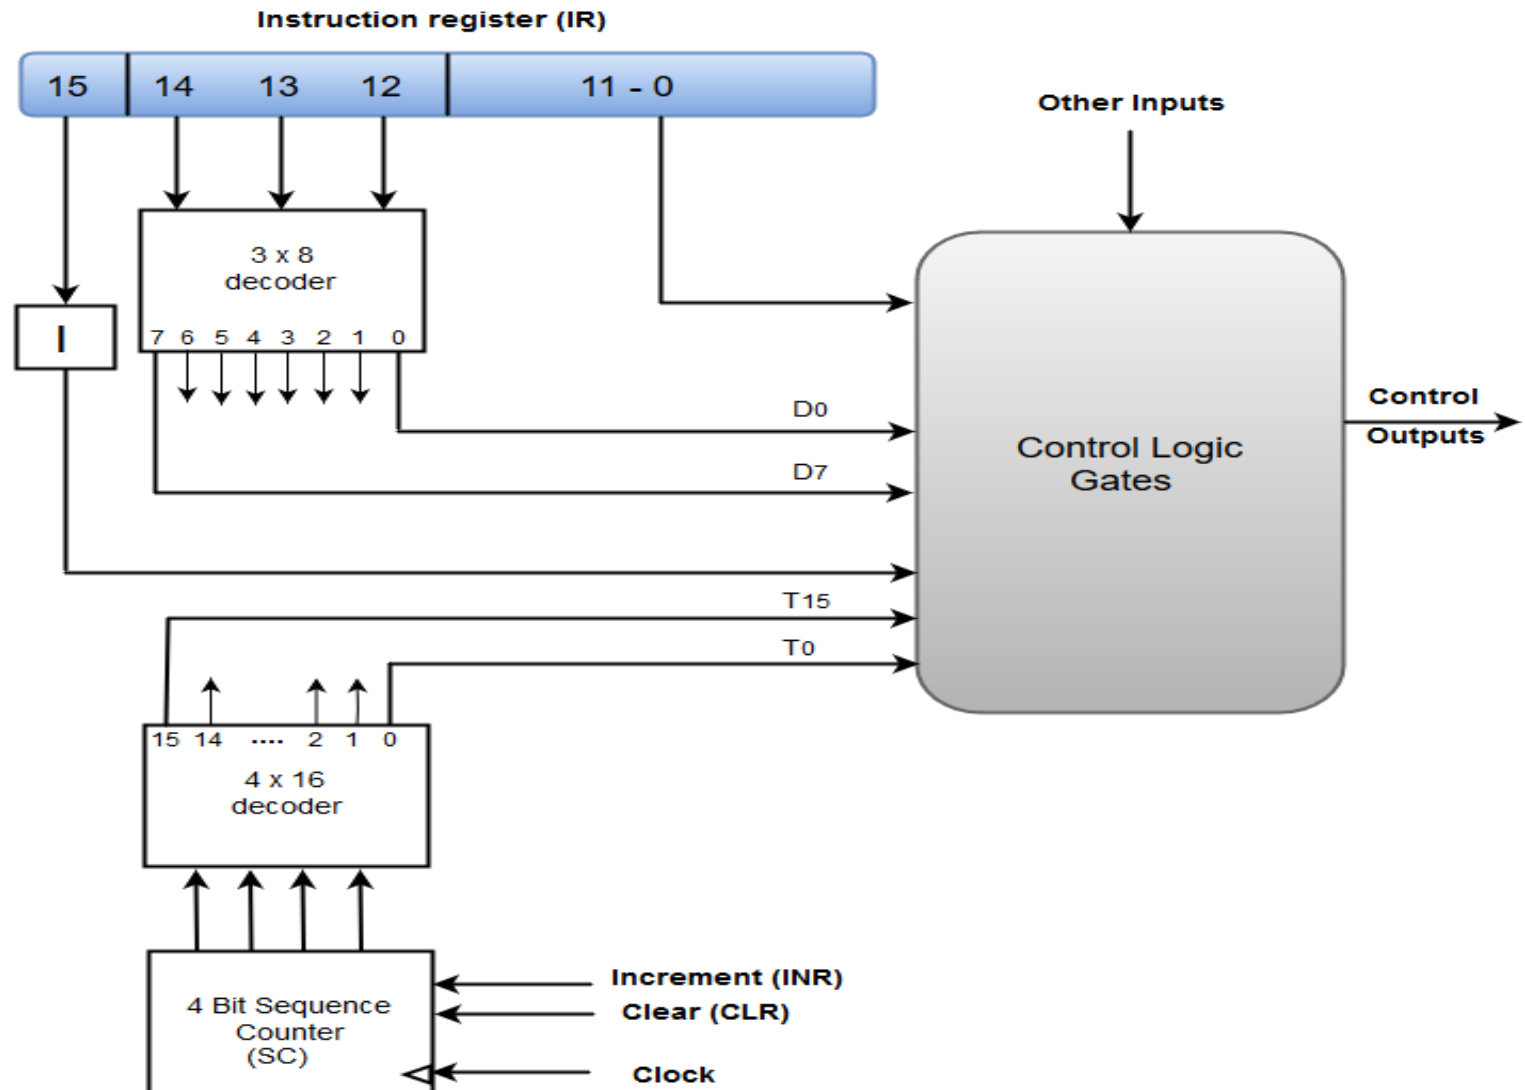 Instruction register (IR)
15 14 13 12 11 - 0
Other Inputs
3 x 8
decoder
7 6 5 4 3 2 1 0
I
D0
D7
Control Logic
Gates
Control
Outputs
T15
T0
15 14 .... 2 1 0
4 x 16
decoder
4 Bit Sequence
Counter
(SC)
Increment (INR)
Clear (CLR)
Clock